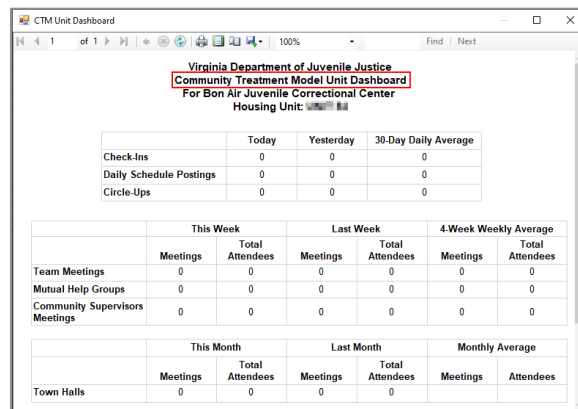 CTM Unit Dashboard
1 of 1 100% Find | Next
Virginia Department of Juvenile Justice
Community Treatment Model Unit Dashboard
For Bon Air Juvenile Correctional Center
Housing Unit:
Today Yesterday 30-Day Daily Average
Check-Ins 0 0 0
Daily Schedule Postings 0 0 0
Circle-Ups 0 0 0
This Week Last Week 4-Week Weekly Average
Meetings Total Attendees Meetings Total Attendees Meetings Total Attendees
Team Meetings 0 0 0 0 0 0
Mutual Help Groups 0 0 0 0 0 0
Community Supervisors Meetings 0 0 0 0 0 0
This Month Last Month Monthly Average
Meetings Total Attendees Meetings Total Attendees Meetings Attendees
Town Halls 0 0 0 0